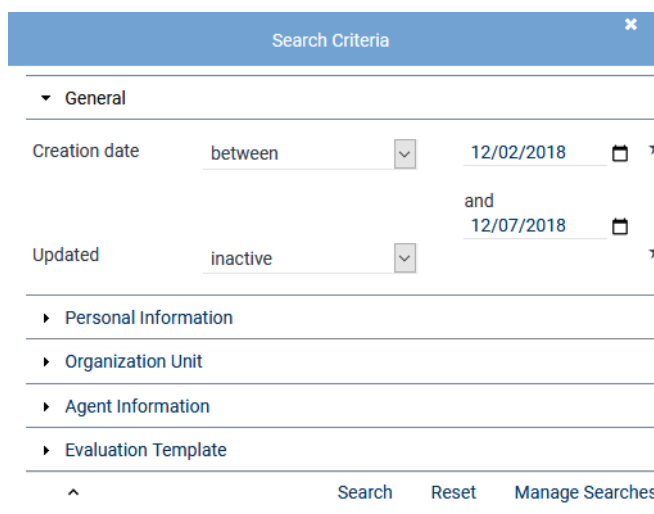 Search Criteria
General
Creation date between 12/02/2018
and
12/07/2018
Updated inactive
Personal Information
Organization Unit
Agent Information
Evaluation Template
Search Reset Manage Searches